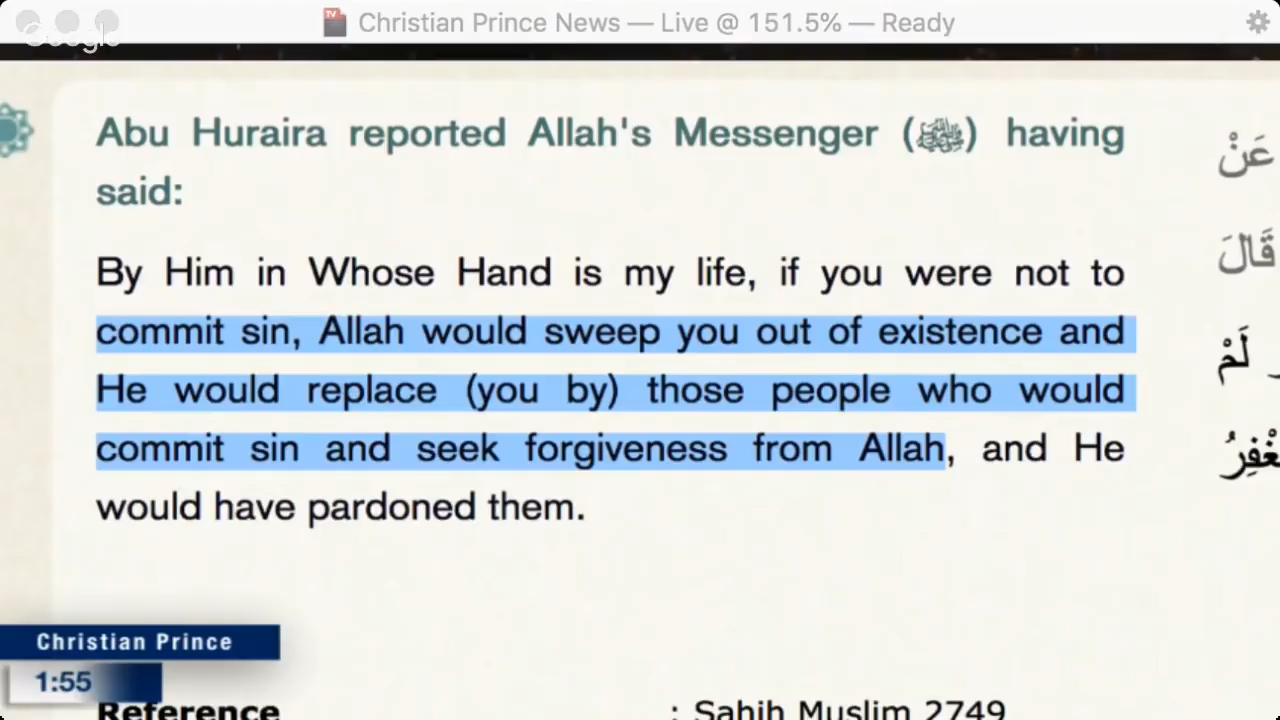 Christian Prince News — Live @ 151.5% — Ready
Google
Abu Huraira reported Allah's Messenger (ﷺ) having
said:
By Him in Whose Hand is my life, if you were not to
commit sin, Allah would sweep you out of existence and
He would replace (you by) those people who would
commit sin and seek forgiveness from Allah, and He
would have pardoned them.
عَنْ
قَالَ
لَمْ
Christian Prince
1:55
Reference : Sahih Muslim 2749